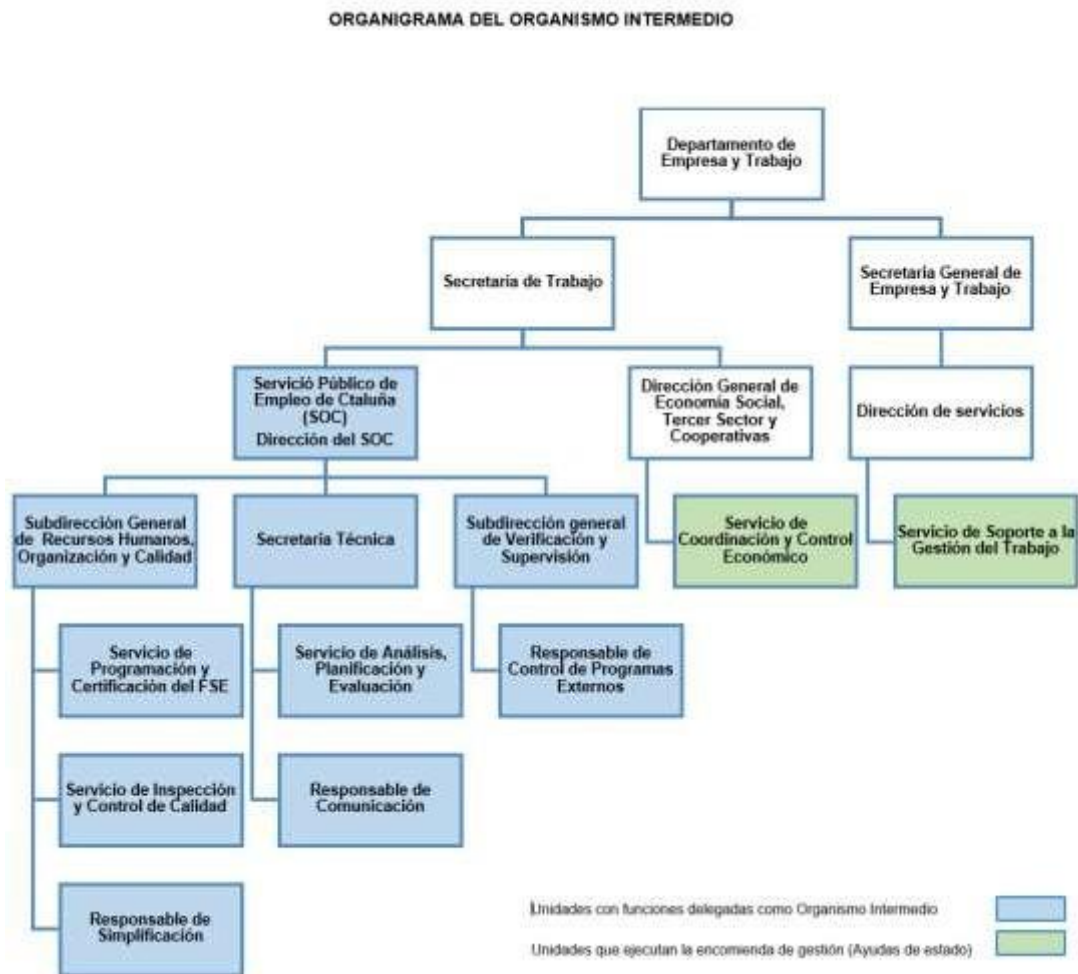 ORGANIGRAMA DEL ORGANISMO INTERMEDIO
Departamento de
Empresa y Trabajo
Secretaría de Trabajo
Secretaria General de
Empresa y Trabajo
Servició Público de
Empleo de Ctaluña
(SOC)
Dirección del SOC
Dirección General de
Economía Social,
Tercer Sector y
Cooperativas
Dirección de servicios
Subdirección General
de Recursos Humanos,
Organización y Calidad
Secretaria Técnica
Subdirección general
de Verificación y
Supervisión
Servicio de
Coordinación y Control
Económico
Servicio de Soporte a la
Gestión del Trabajo
Servicio de
Programación y
Certificación del FSE
Servicio de Análisis,
Planificación y
Evaluación
Responsable de
Control de Programas
Externos
Servicio de Inspección
y Control de Calidad
Responsable de
Comunicación
Responsable de
Simplificación
Unidades con funciones delegadas como Organismo Intermedio
Unidades que ejecutan la encomienda de gestión (Ayudas de estado)